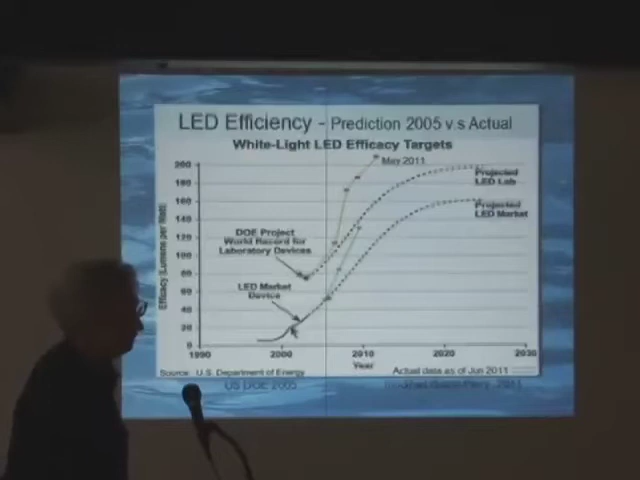 LED Efficiency - Prediction 2005 v.s Actual
White-Light LED Efficacy Targets
200
180
160
140
120
100
80
60
40
20
0
Efficacy (Lumens per Watt)
May 2011
Projected
LED Lab
Projected
LED Market
DOE Project
World Record for
Laboratory Devices
LED Market
Device
1990
2000
2010
2020
2030
Year
Source: U.S. Department of Energy
Actual data as of Jun 2011
US DOE 2005
2011